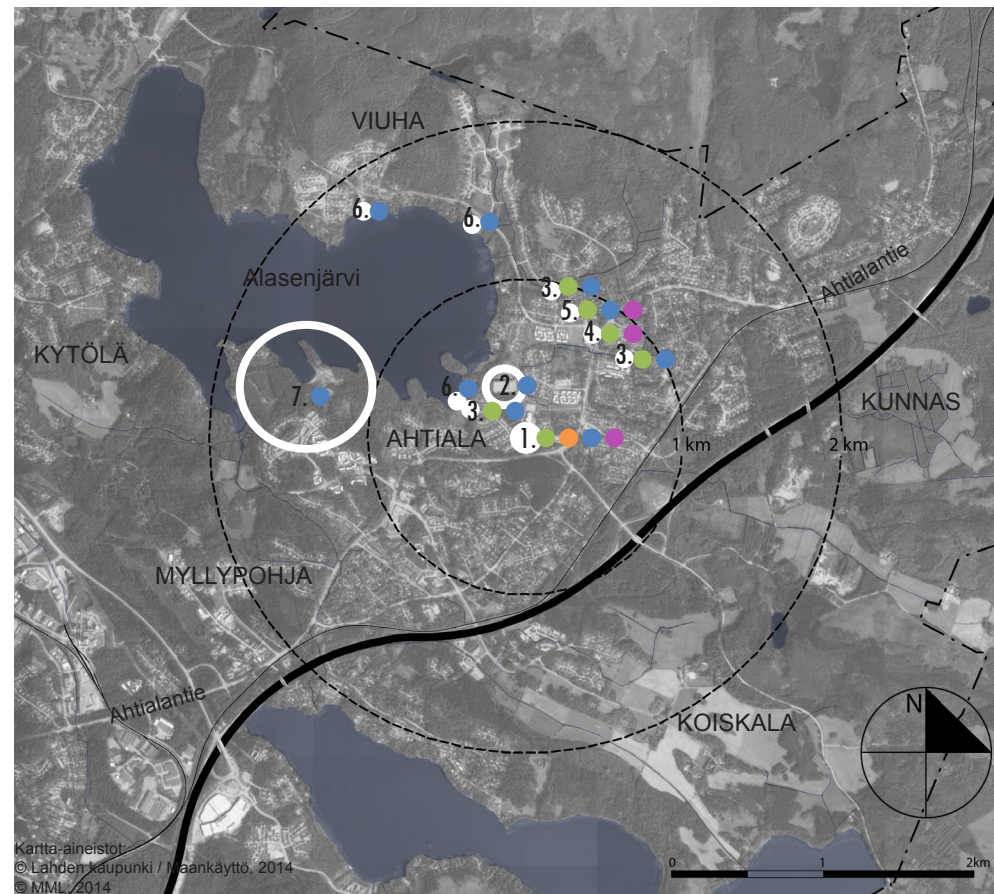 VIUHA
6.
6.
Ahtialantie
Alasenjärvi
3.
5.
4.
KYTÖLÄ
3.
7.
6.
2.
KUNNAS
3.
AHTIALA
1.
1 km
2 km
MYLLYPOHJA
Ahtialantie
N
KOISKALA
Kartta-aineistot:
© Lahden kaupunki / Maankäyttö, 2014
© MML, 2014
0 1 2km